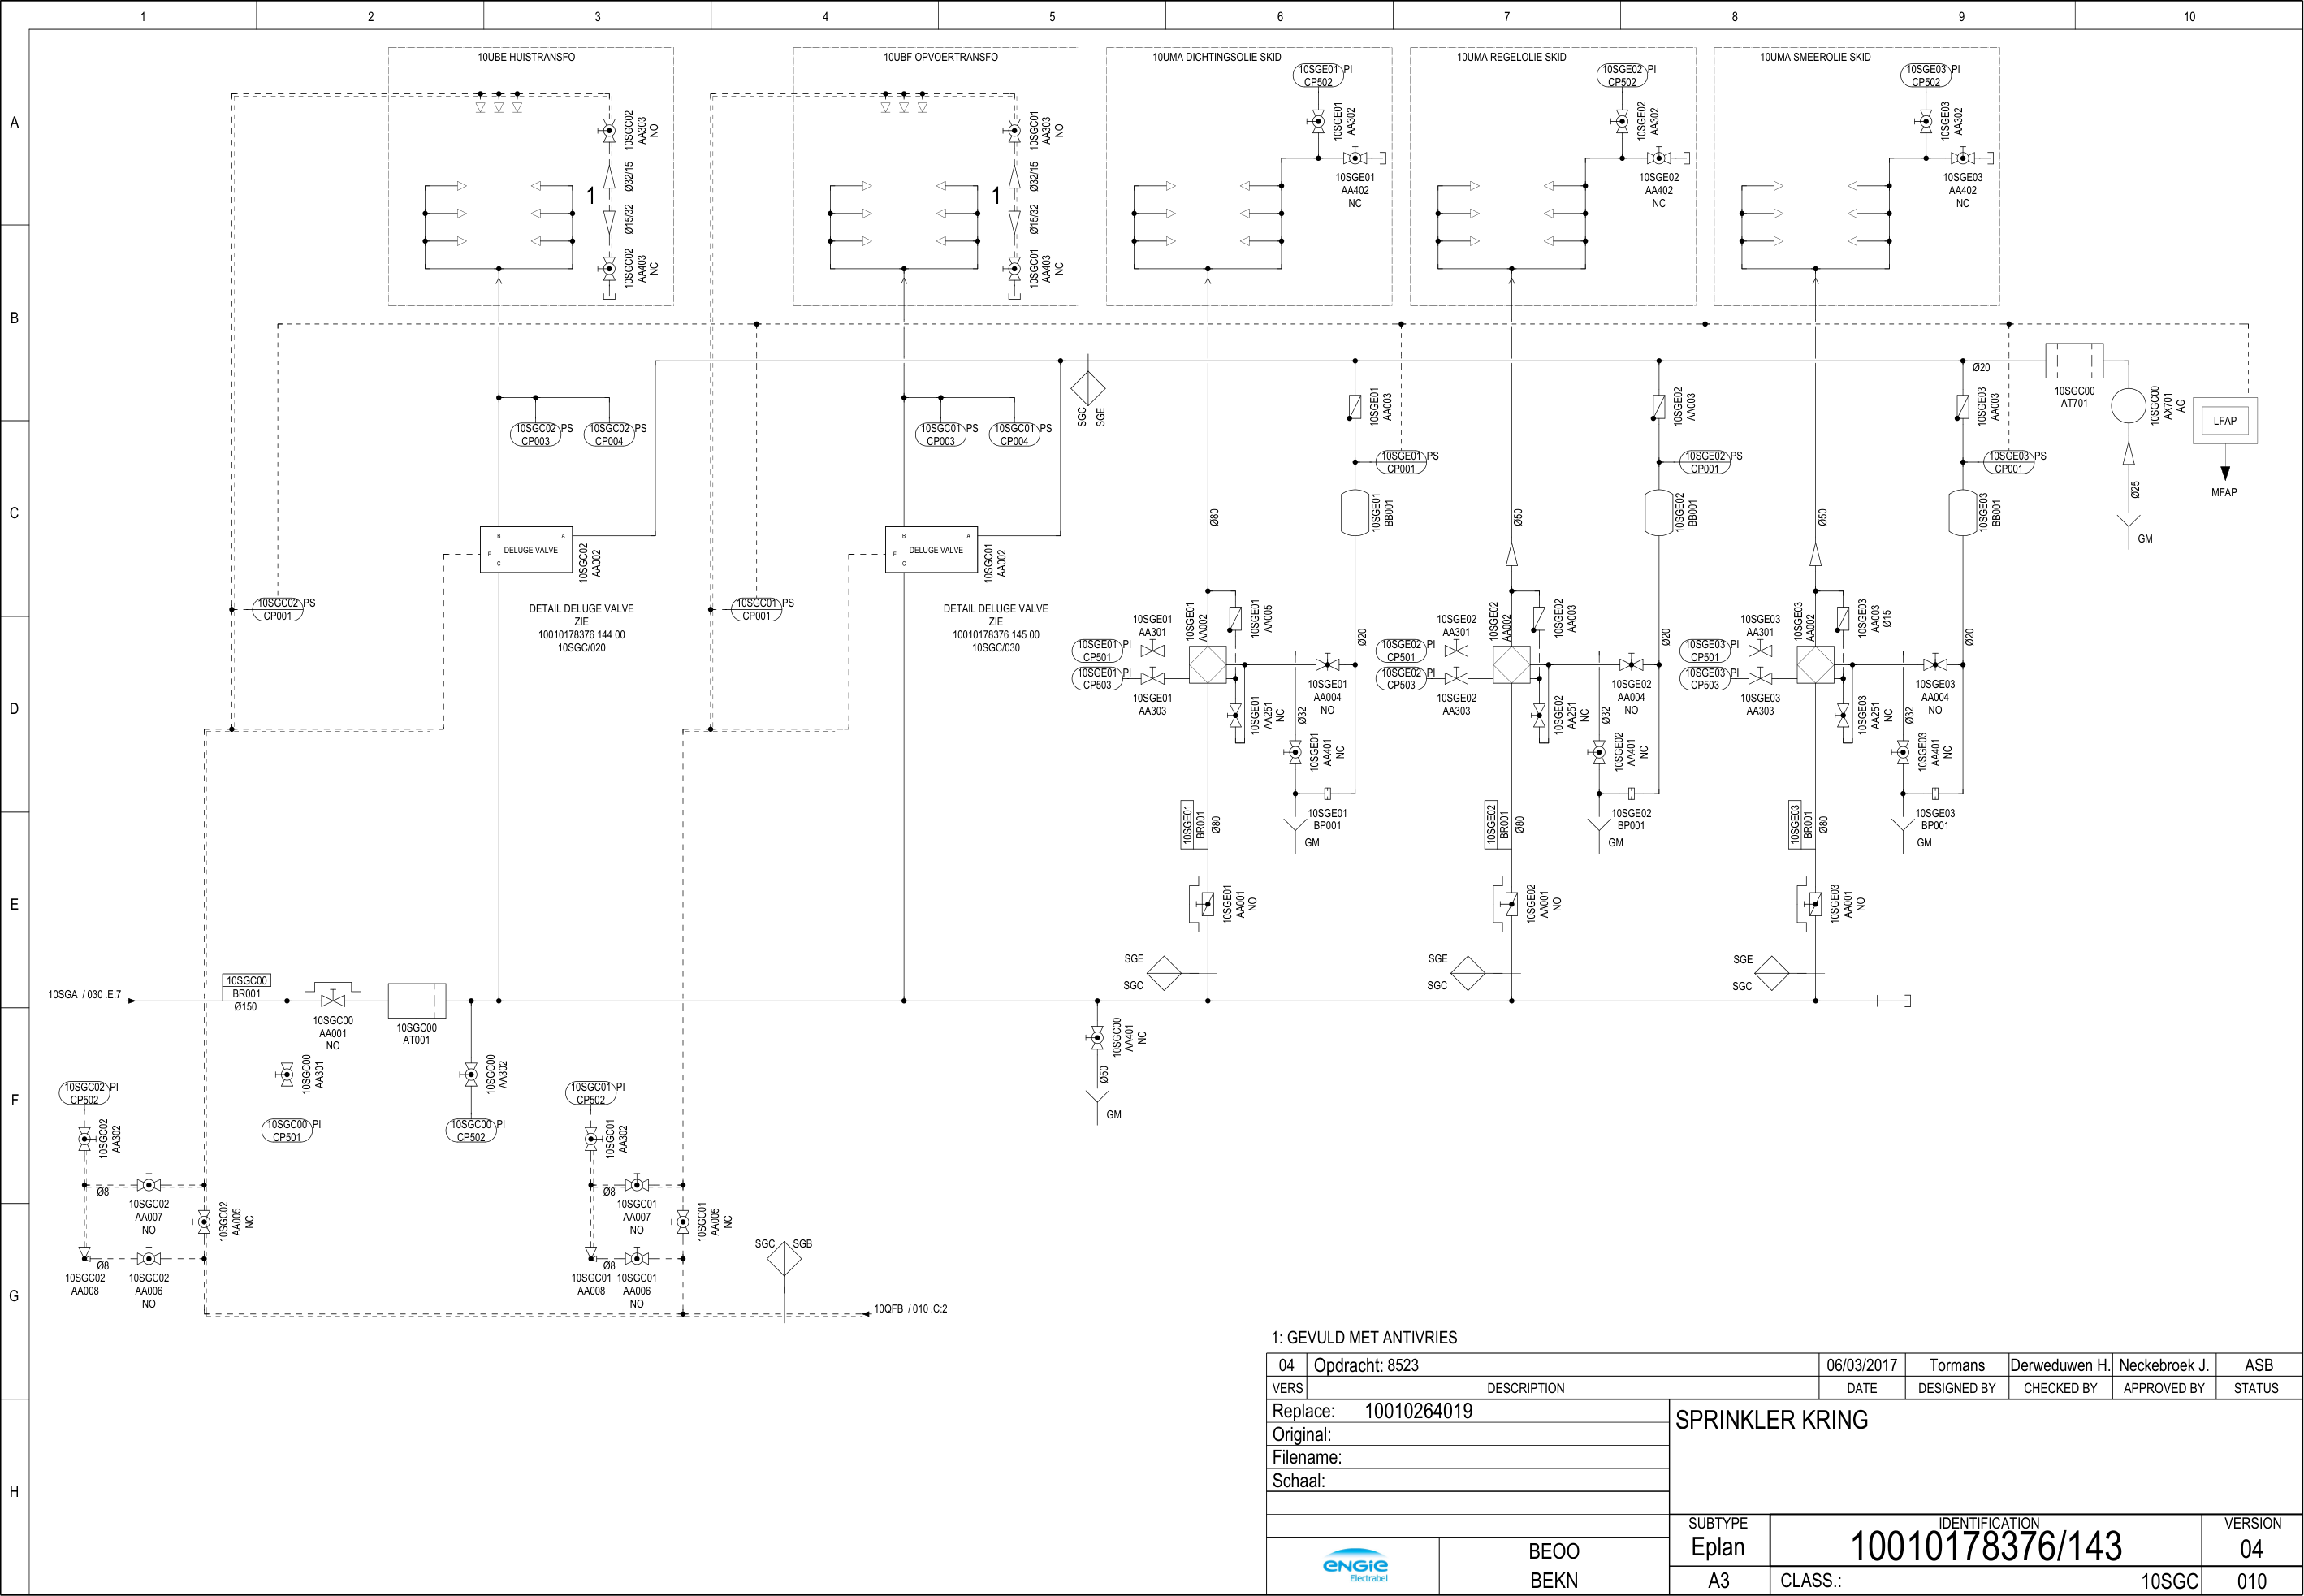 1 2 3 4 5 6 7 8 9 10
A
B
C
D
E
F
G
H
10UBE HUISTRANSFO
10UBF OPVOERTRANSFO
10UMA DICHTINGSOLIE SKID
10UMA REGELOLIE SKID
10UMA SMEEROLIE SKID
10SGC02
AA303
NO
Ø32/15
1
Ø15/32
10SGC02
AA403
NC
10SGC01
AA303
NO
Ø32/15
1
Ø15/32
10SGC01
AA403
NC
10SGE01 PI
CP502
10SGE01
AA302
10SGE01
AA402
NC
10SGE02 PI
CP502
10SGE02
AA302
10SGE02
AA402
NC
10SGE03 PI
CP502
10SGE03
AA302
10SGE03
AA402
NC
10SGC02 PS
CP003
10SGC02 PS
CP004
10SGC01 PS
CP003
10SGC01 PS
CP004
SGC
SGE
10SGE01
AA003
10SGE02
AA003
10SGE03
AA003
Ø20
10SGC00
AT701
10SGC00
AX701
AG
LFAP
MFAP
Ø25
GM
10SGE01 PS
CP001
10SGE02 PS
CP001
10SGE03 PS
CP001
10SGE01
BB001
10SGE02
BB001
10SGE03
BB001
Ø80
Ø50
Ø50
B A
E DELUGE VALVE
C
10SGC02
AA002
B A
E DELUGE VALVE
C
10SGC01
AA002
10SGC02 PS
CP001
10SGC01 PS
CP001
DETAIL DELUGE VALVE
ZIE
10010178376 144 00
10SGC/020
DETAIL DELUGE VALVE
ZIE
10010178376 145 00
10SGC/030
10SGE01
AA301
10SGE01
AA002
10SGE01
AA005
10SGE01 PI
CP501
10SGE01 PI
CP503
10SGE01
AA303
10SGE01
AA251
NC
Ø20
10SGE01
AA004
NO
Ø32
10SGE01
AA401
NC
10SGE01
BP001
GM
10SGE01
BR001
Ø80
10SGE01
AA001
NO
SGE
SGC
10SGE02
AA301
10SGE02
AA002
10SGE02
AA003
10SGE02 PI
CP501
10SGE02 PI
CP503
10SGE02
AA303
10SGE02
AA251
NC
Ø20
10SGE02
AA004
NO
Ø32
10SGE02
AA401
NC
10SGE02
BP001
GM
10SGE02
BR001
Ø80
10SGE02
AA001
NO
SGE
SGC
10SGE03
AA301
10SGE03
AA002
10SGE03
AA003
Ø15
10SGE03 PI
CP501
10SGE03 PI
CP503
10SGE03
AA303
10SGE03
AA251
NC
Ø20
10SGE03
AA004
NO
Ø32
10SGE03
AA401
NC
10SGE03
BP001
GM
10SGE03
BR001
Ø80
10SGE03
AA001
NO
SGE
SGC
10SGA / 030 .E:7
10SGC00
BR001
Ø150
10SGC00
AA001
NO
10SGC00
AT001
10SGC00
AA301
10SGC00 PI
CP501
10SGC00
AA302
10SGC00 PI
CP502
10SGC00
AA401
NC
Ø50
GM
10SGC02 PI
CP502
10SGC02
AA302
Ø8
10SGC02
AA007
NO
10SGC02
AA005
NC
Ø8
10SGC02
AA008
10SGC02
AA006
NO
10SGC01 PI
CP502
10SGC01
AA302
Ø8
10SGC01
AA007
NO
10SGC01
AA005
NC
Ø8
10SGC01
AA008
10SGC01
AA006
NO
SGC SGB
10QFB / 010 .C:2
1: GEVULD MET ANTIVRIES
04 Opdracht: 8523 06/03/2017 Tormans Derweduwen H. Neckebroek J. ASB
VERS DESCRIPTION DATE DESIGNED BY CHECKED BY APPROVED BY STATUS
Replace: 10010264019
Original:
Filename:
Schaal:
SPRINKLER KRING
ENGIE
Electrabel
BEOO
BEKN
SUBTYPE
Eplan
A3
IDENTIFICATION
10010178376/143
CLASS.: 10SGC
VERSION
04
010